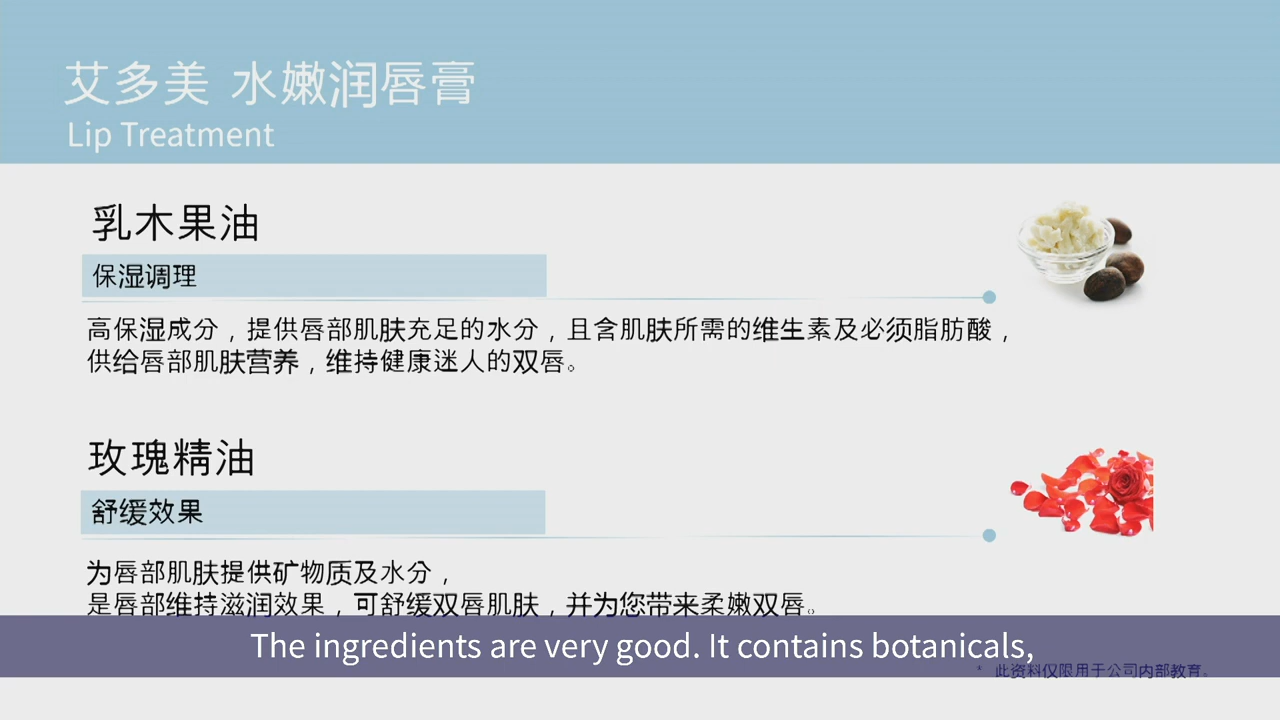 艾多美 水嫩润唇膏
Lip Treatment
乳木果油
保湿调理
高保湿成分，提供唇部肌肤充足的水分，且含肌肤所需的维生素及必须脂肪酸，
供给唇部肌肤营养，维持健康迷人的双唇。
玫瑰精油
舒缓效果
为唇部肌肤提供矿物质及水分，
是唇部维持滋润效果，可舒缓双唇肌肤，并为您带来柔嫩双唇。
The ingredients are very good. It contains botanicals,
* 此资料仅限用于公司内部教育。